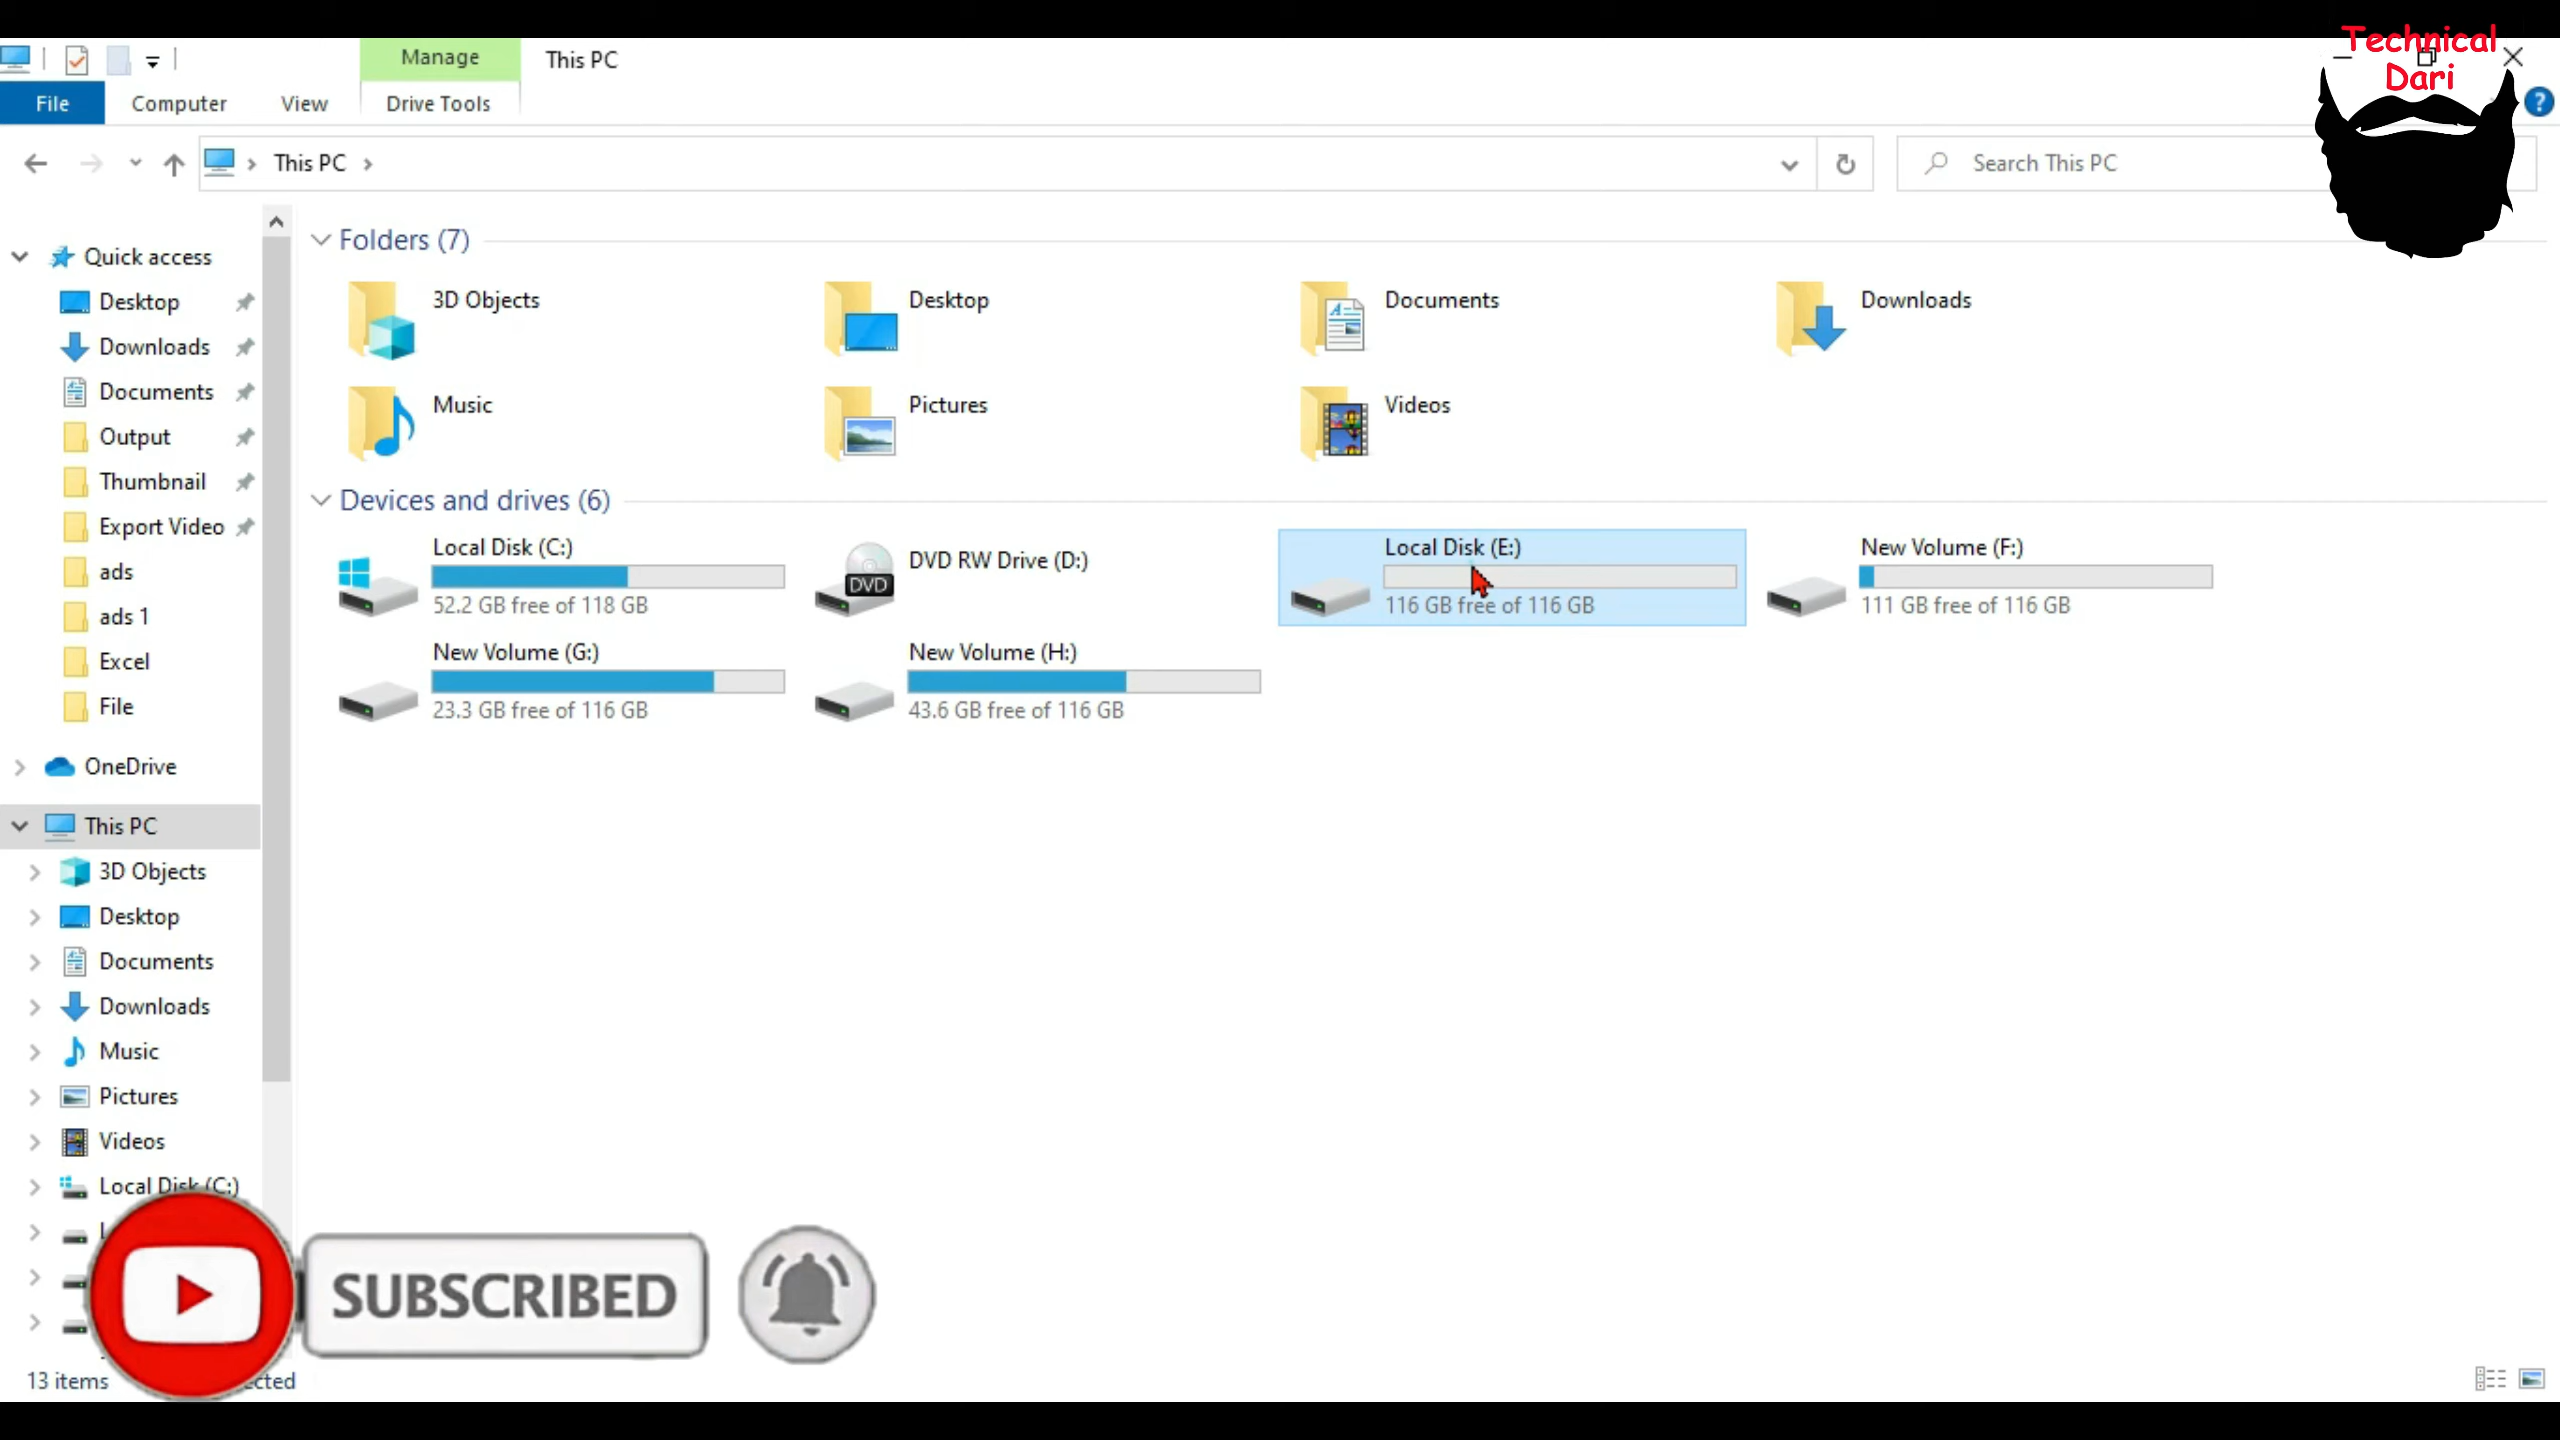 Technical
Dari
Manage
This PC
File
Computer
View
Drive Tools
This PC
Search This PC
Quick access
Desktop
Downloads
Documents
Output
Thumbnail
Export Video
ads
ads 1
Excel
File
OneDrive
This PC
3D Objects
Desktop
Documents
Downloads
Music
Pictures
Videos
Local Disk (C:)
Folders (7)
3D Objects
Desktop
Documents
Downloads
Music
Pictures
Videos
Devices and drives (6)
Local Disk (C:)
52.2 GB free of 118 GB
DVD RW Drive (D:)
DVD
Local Disk (E:)
116 GB free of 116 GB
New Volume (F:)
111 GB free of 116 GB
New Volume (G:)
23.3 GB free of 116 GB
New Volume (H:)
43.6 GB free of 116 GB
SUBSCRIBED
13 items